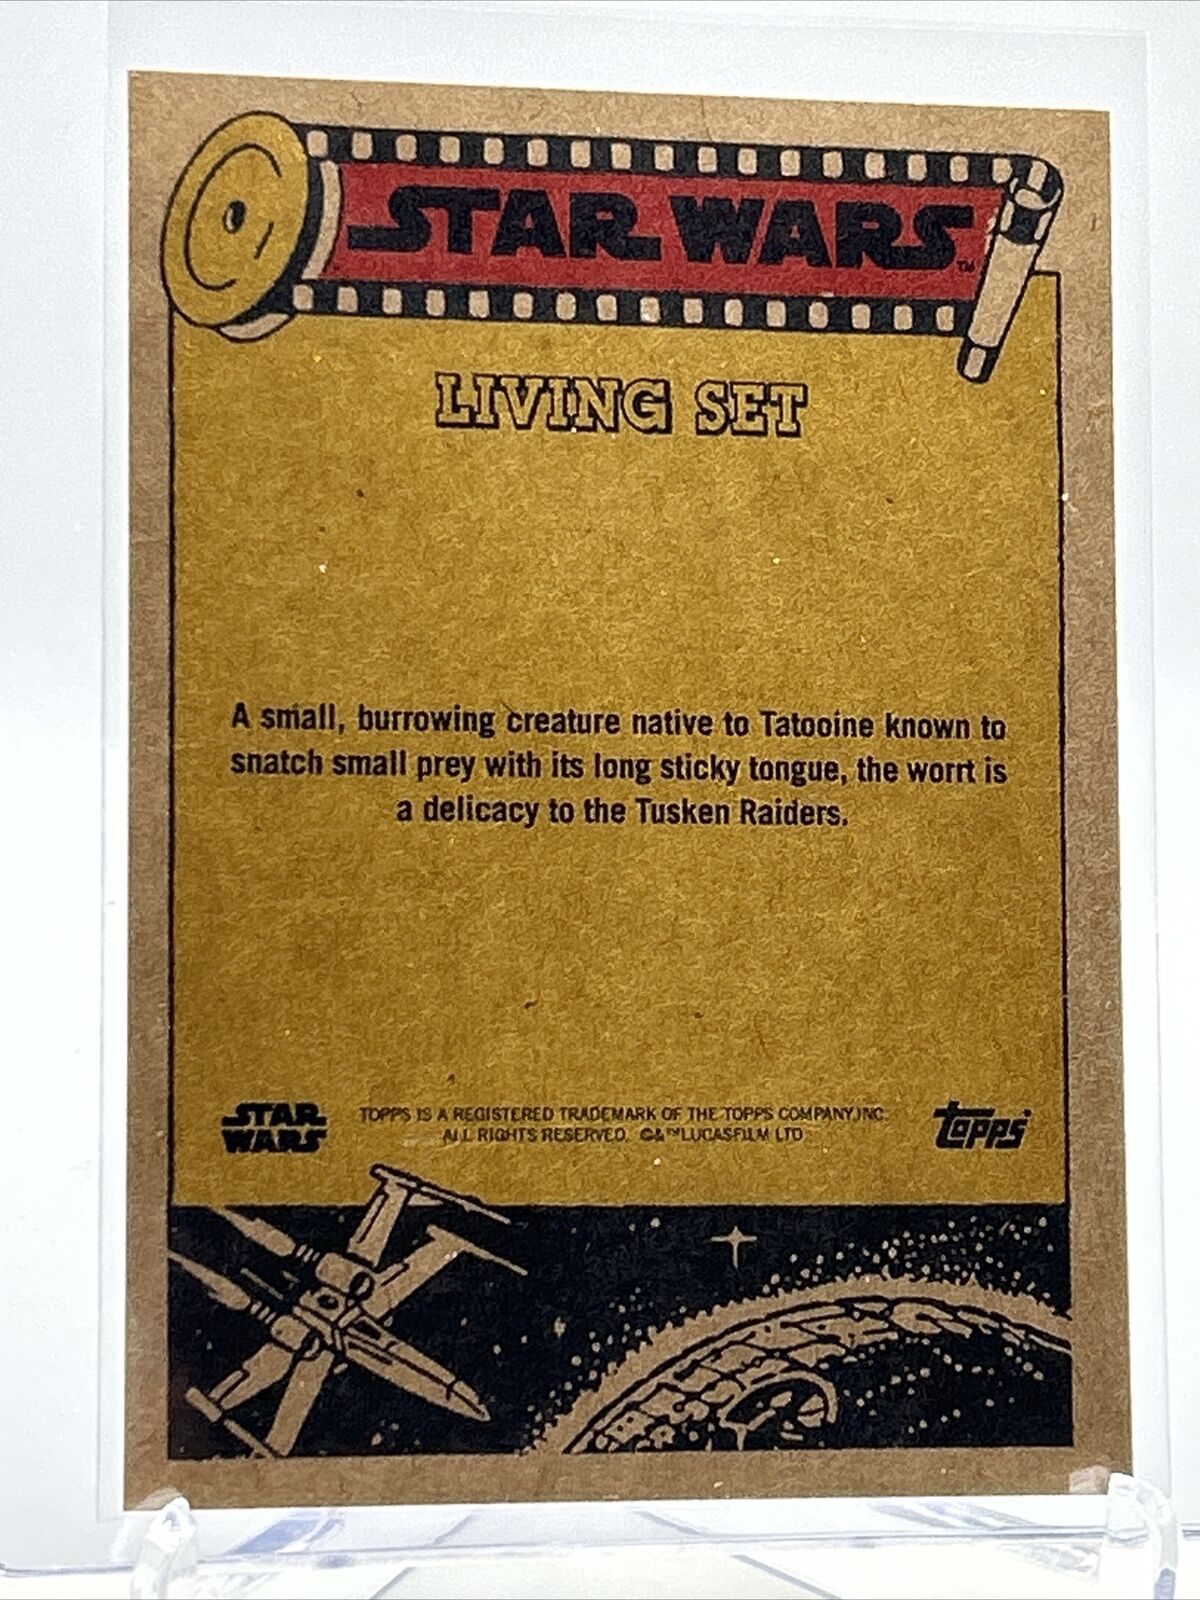 STAR WARS™
LIVING SET
A small, burrowing creature native to Tatooine known to
snatch small prey with its long sticky tongue, the worrt is
a delicacy to the Tusken Raiders.
STAR
WARS
TOPPS IS A REGISTERED TRADEMARK OF THE TOPPS COMPANY, INC.
ALL RIGHTS RESERVED. ©&™LUCASFILM LTD
topps